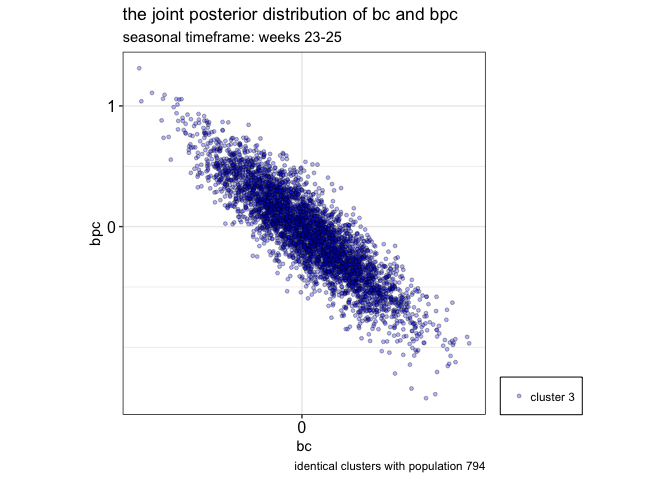 the joint posterior distribution of bc and bpc
seasonal timeframe: weeks 23-25
1
0
bpc
0
bc
cluster 3
identical clusters with population 794